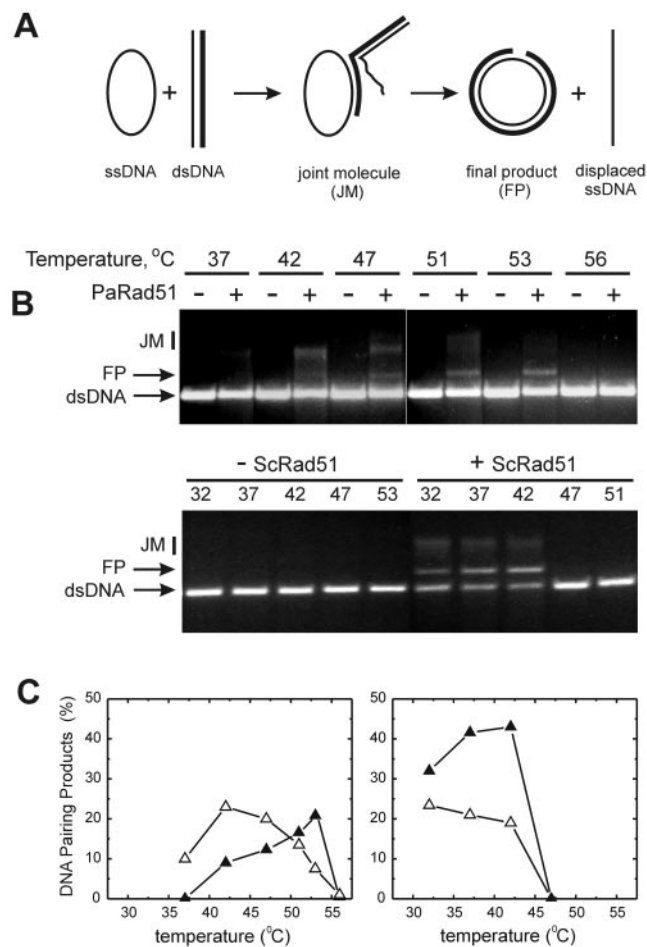 A
ssDNA + dsDNA
joint molecule
(JM)
final product
(FP)
+
displaced
ssDNA
Temperature, °C 37 42 47 51 53 56
PaRad51 - + - + - + - + - + - +
B
JM
FP
dsDNA
- ScRad51 + ScRad51
32 37 42 47 53 32 37 42 47 51
JM
FP
dsDNA
C
DNA Pairing Products (%)
50
40
30
20
10
0
30 35 40 45 50 55
temperature (°C)
50
40
30
20
10
0
30 35 40 45 50 55
temperature (°C)